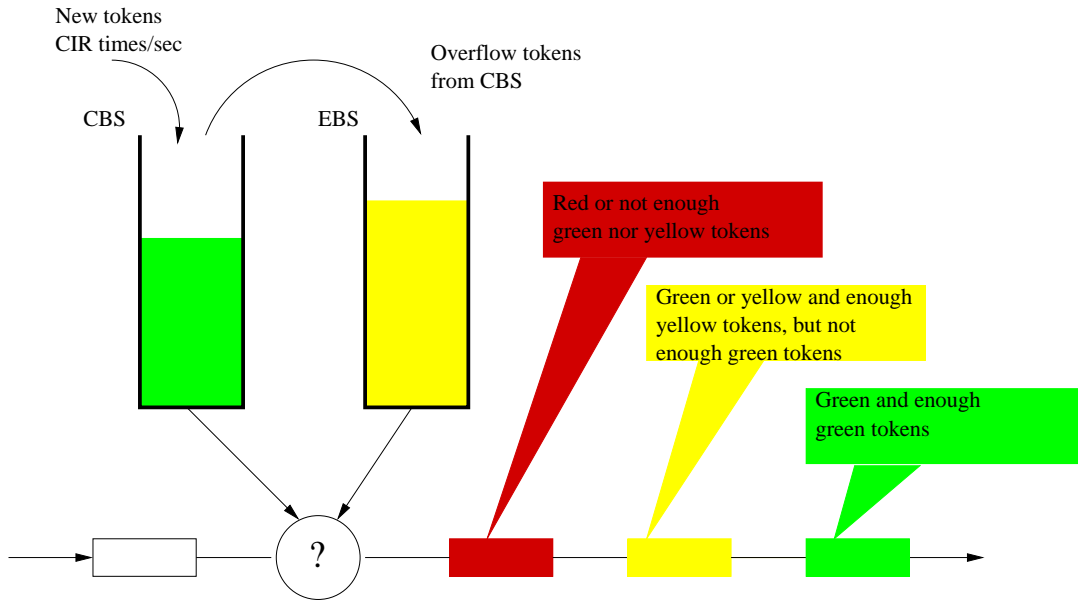 New tokens
CIR times/sec
Overflow tokens
from CBS
CBS
EBS
Red or not enough
green nor yellow tokens
Green or yellow and enough
yellow tokens, but not
enough green tokens
Green and enough
green tokens
?